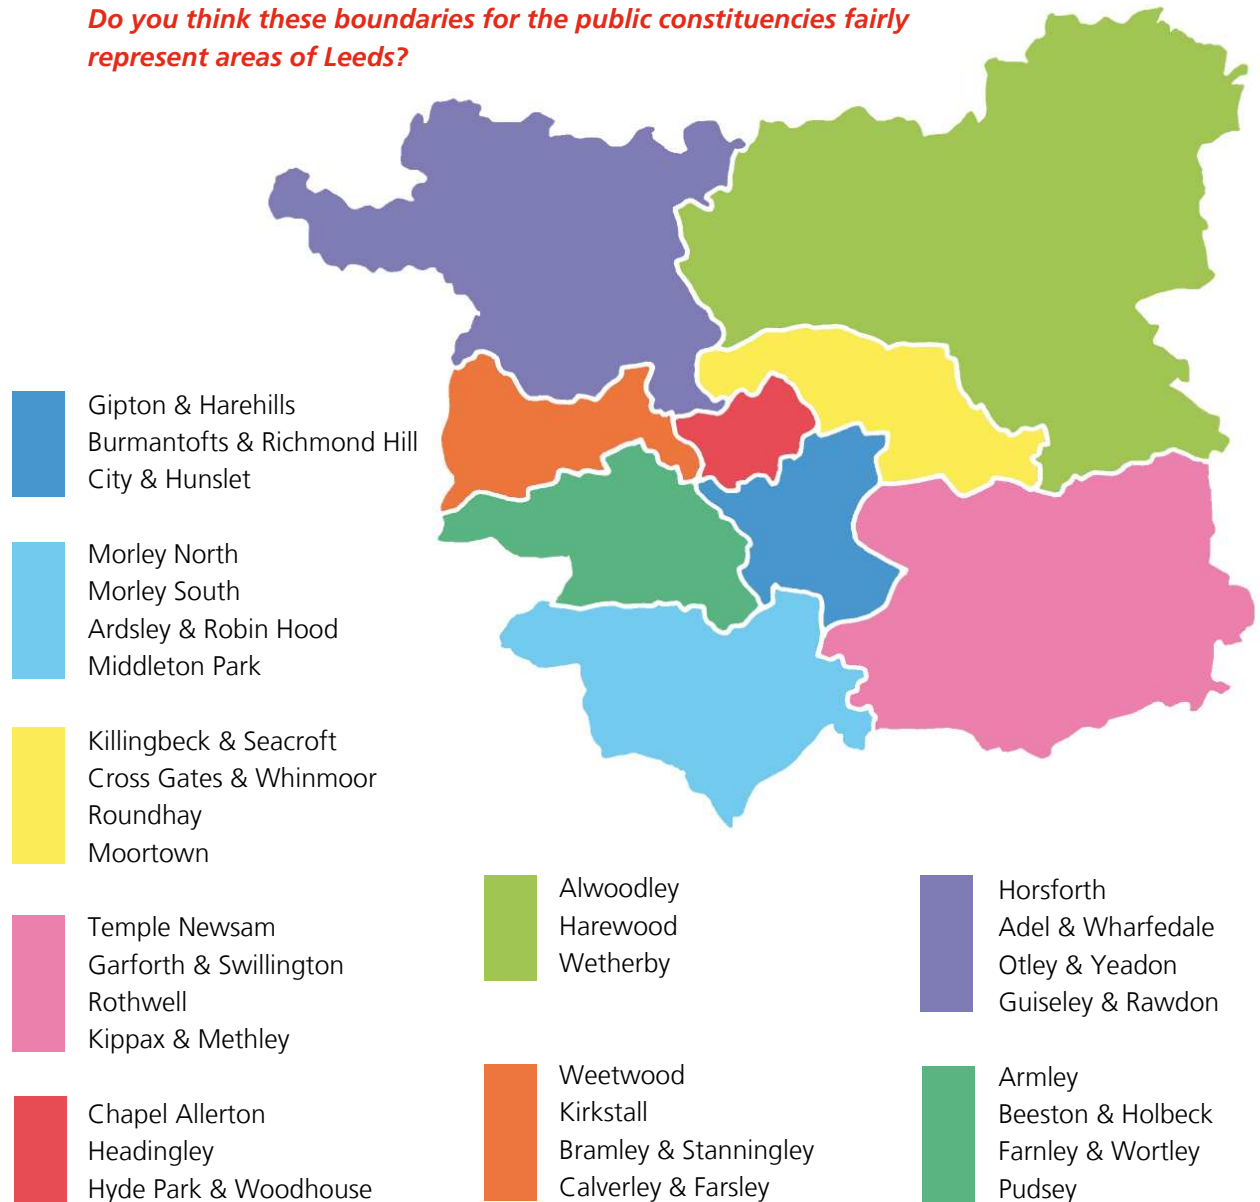 Do you think these boundaries for the public constituencies fairly
represent areas of Leeds?
Gipton & Harehills
Burmantofts & Richmond Hill
City & Hunslet
Morley North
Morley South
Ardsley & Robin Hood
Middleton Park
Killingbeck & Seacroft
Cross Gates & Whinmoor
Roundhay
Moortown
Temple Newsam
Garforth & Swillington
Rothwell
Kippax & Methley
Chapel Allerton
Headingley
Hyde Park & Woodhouse
Alwoodley
Harewood
Wetherby
Weetwood
Kirkstall
Bramley & Stanningley
Calverley & Farsley
Horsforth
Adel & Wharfedale
Otley & Yeadon
Guiseley & Rawdon
Armley
Beeston & Holbeck
Farnley & Wortley
Pudsey